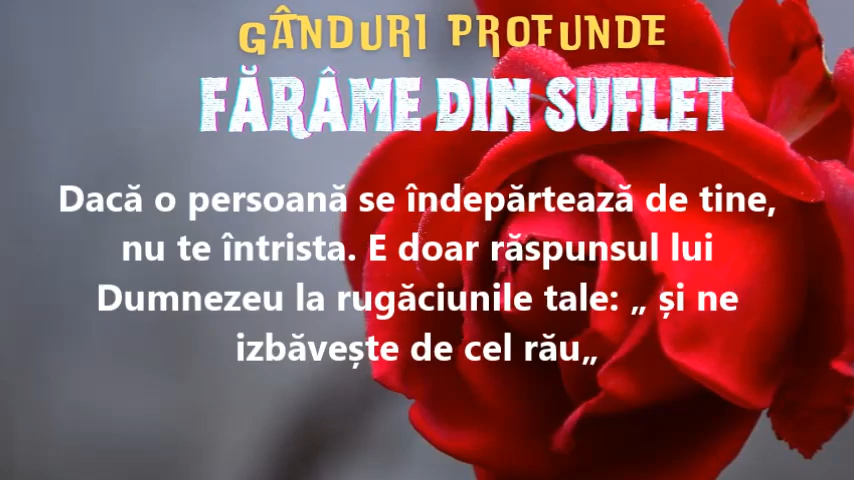 GÂNDURI PROFUNDE
FĂRÂME DIN SUFLET
Dacă o persoană se îndepărtează de tine,
nu te întrista. E doar răspunsul lui
Dumnezeu la rugăciunile tale: „ și ne
izbăvește de cel rău„